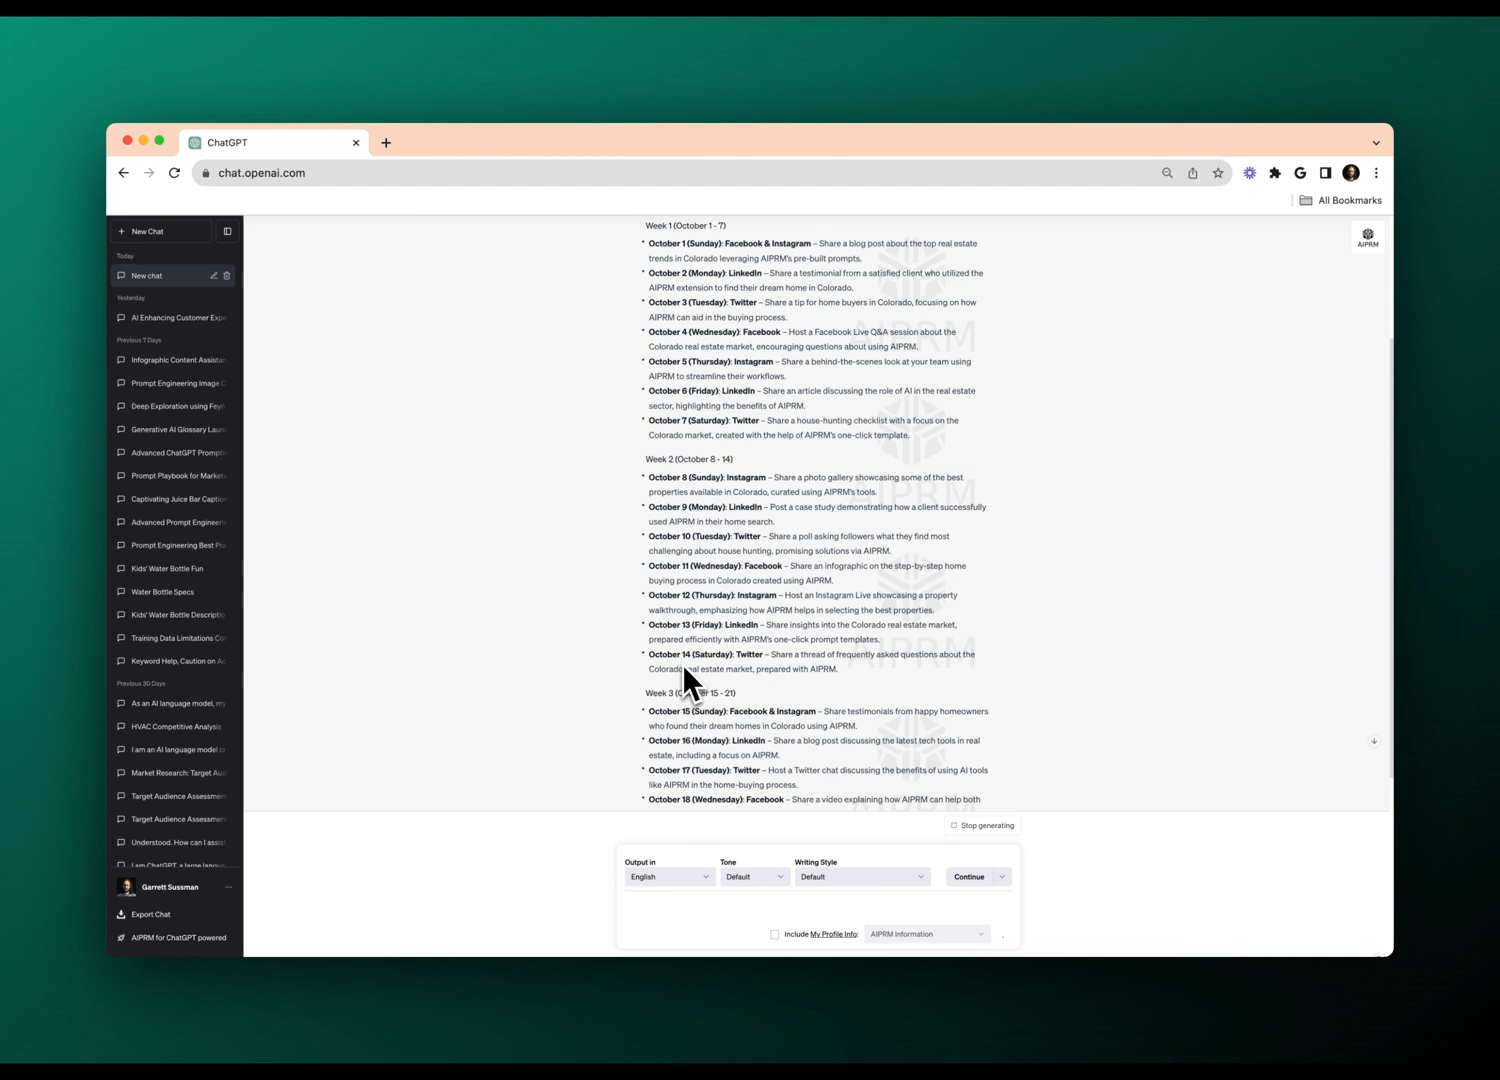 ChatGPT
chat.openai.com
All Bookmarks
New Chat
Today
New chat
Yesterday
AI Enhancing Customer Expe
Previous 7 Days
Infographic Content Assistan
Prompt Engineering Image C
Deep Exploration using Feyn
Generative AI Glossary Laun
Advanced ChatGPT Prompti
Prompt Playbook for Markete
Captivating Juice Bar Caption
Advanced Prompt Engineerin
Prompt Engineering Best Pra
Kids' Water Bottle Fun
Water Bottle Specs
Kids' Water Bottle Descriptio
Training Data Limitations Co
Keyword Help, Caution on Ac
Previous 30 Days
As an AI language model, my
HVAC Competitive Analysis
I am an AI language model cr
Market Research: Target Aud
Target Audience Assessment
Target Audience Assessment
Understood. How can I assist
I am ChatGPT, a large langua
Garrett Sussman
Export Chat
AIPRM for ChatGPT powered
AIPRM
Week 1 (October 1 - 7)
* October 1 (Sunday): Facebook & Instagram – Share a blog post about the top real estate
trends in Colorado leveraging AIPRM's pre-built prompts.
* October 2 (Monday): LinkedIn – Share a testimonial from a satisfied client who utilized the
AIPRM extension to find their dream home in Colorado.
* October 3 (Tuesday): Twitter – Share a tip for home buyers in Colorado, focusing on how
AIPRM can aid in the buying process.
* October 4 (Wednesday): Facebook – Host a Facebook Live Q&A session about the
Colorado real estate market, encouraging questions about using AIPRM.
* October 5 (Thursday): Instagram – Share a behind-the-scenes look at your team using
AIPRM to streamline their workflows.
* October 6 (Friday): LinkedIn – Share an article discussing the role of AI in the real estate
sector, highlighting the benefits of AIPRM.
* October 7 (Saturday): Twitter – Share a house-hunting checklist with a focus on the
Colorado market, created with the help of AIPRM's one-click template.
Week 2 (October 8 - 14)
* October 8 (Sunday): Instagram – Share a photo gallery showcasing some of the best
properties available in Colorado, curated using AIPRM's tools.
* October 9 (Monday): LinkedIn – Post a case study demonstrating how a client successfully
used AIPRM in their home search.
* October 10 (Tuesday): Twitter – Share a poll asking followers what they find most
challenging about house hunting, promising solutions via AIPRM.
* October 11 (Wednesday): Facebook – Share an infographic on the step-by-step home
buying process in Colorado created using AIPRM.
* October 12 (Thursday): Instagram – Host an Instagram Live showcasing a property
walkthrough, emphasizing how AIPRM helps in selecting the best properties.
* October 13 (Friday): LinkedIn – Share insights into the Colorado real estate market,
prepared efficiently with AIPRM's one-click prompt templates.
* October 14 (Saturday): Twitter – Share a thread of frequently asked questions about the
Colorado real estate market, prepared with AIPRM.
Week 3 (October 15 - 21)
* October 15 (Sunday): Facebook & Instagram – Share testimonials from happy homeowners
who found their dream homes in Colorado using AIPRM.
* October 16 (Monday): LinkedIn – Share a blog post discussing the latest tech tools in real
estate, including a focus on AIPRM.
* October 17 (Tuesday): Twitter – Host a Twitter chat discussing the benefits of using AI tools
like AIPRM in the home-buying process.
* October 18 (Wednesday): Facebook – Share a video explaining how AIPRM can help both
AIPRM
AIPRM
AIPRM
AIPRM
Stop generating
Output in
Tone
Writing Style
English
Default
Default
Continue
Include My Profile Info:
AIPRM Information